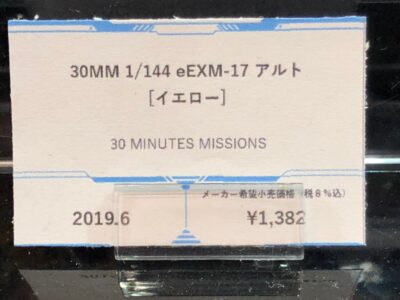 30MM 1/144 eEXM-17 アルト
[イエロー]
30 MINUTES MISSIONS
メーカー希望小売価格（税8%込）
2019.6
¥1,382